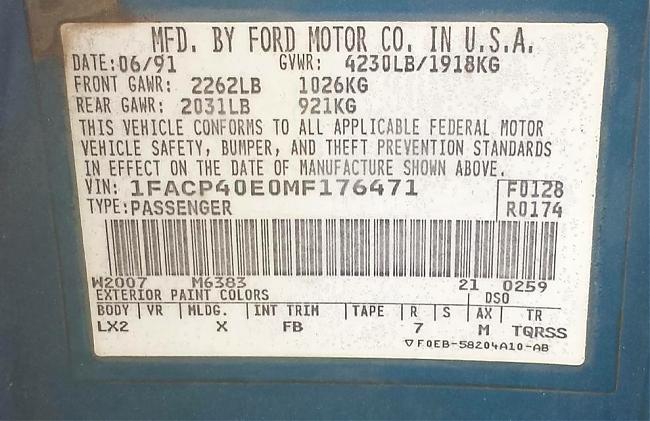 MFD. BY FORD MOTOR CO. IN U.S.A.
DATE: 06/91 GVWR: 4230LB/1918KG
FRONT GAWR: 2262LB 1026KG
REAR GAWR: 2031LB 921KG
THIS VEHICLE CONFORMS TO ALL APPLICABLE FEDERAL MOTOR
VEHICLE SAFETY, BUMPER, AND THEFT PREVENTION STANDARDS
IN EFFECT ON THE DATE OF MANUFACTURE SHOWN ABOVE.
VIN: 1FACP40E0MF176471 F0128
TYPE: PASSENGER R0174
W2007 M6383 21 0259
EXTERIOR PAINT COLORS DSO
BODY VR MLDG. INT TRIM TAPE R S AX TR
LX2 X FB 7 M TQRSS
▽ F0EB-58204A10-AB